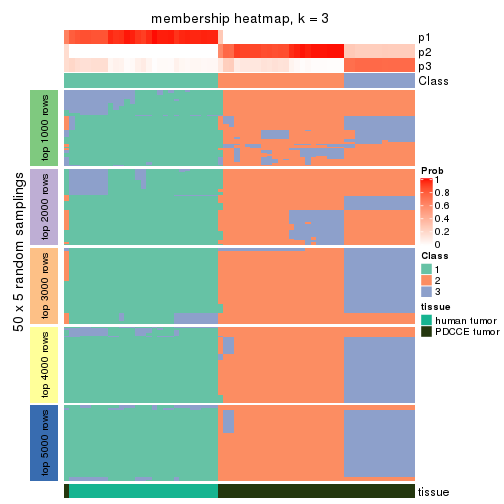 membership heatmap, k = 3
p1
p2
p3
Class
50 x 5 random samplings
top 1000 rows
top 2000 rows
top 3000 rows
top 4000 rows
top 5000 rows
Prob
1
0.8
0.6
0.4
0.2
0
Class
1
2
3
tissue
human tumor
PDCCE tumor
tissue